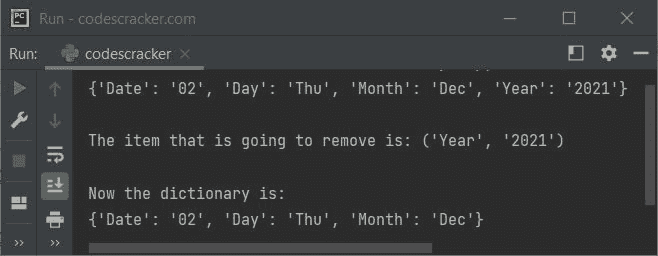 PC
Run - codescracker.com
Run:
codescracker
{'Date': '02', 'Day': 'Thu', 'Month': 'Dec', 'Year': '2021'}
The item that is going to remove is: ('Year', '2021')
Now the dictionary is:
{'Date': '02', 'Day': 'Thu', 'Month': 'Dec'}